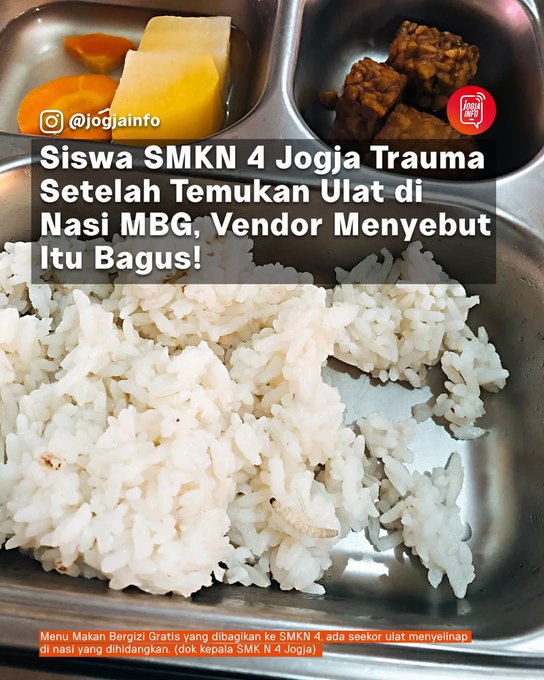 @jogjainfo
JOGJA
INFO
Siswa SMKN 4 Jogja Trauma
Setelah Temukan Ulat di
Nasi MBG, Vendor Menyebut
Itu Bagus!
Menu Makan Bergizi Gratis yang dibagikan ke SMKN 4, ada seekor ulat menyelinap
di nasi yang dihidangkan. (dok kepala SMK N 4 Jogja)